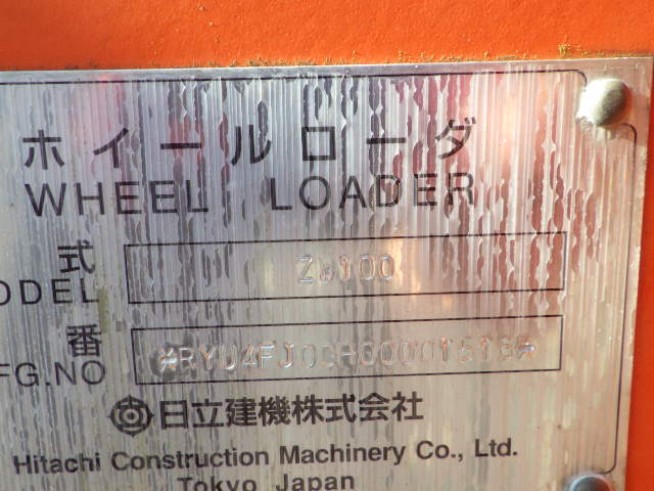 ホイールローダ
WHEEL LOADER
式
ODEL
ZW100
番
FG.NO
日立建機株式会社
Hitachi Construction Machinery Co., Ltd.
Tokyo Japan